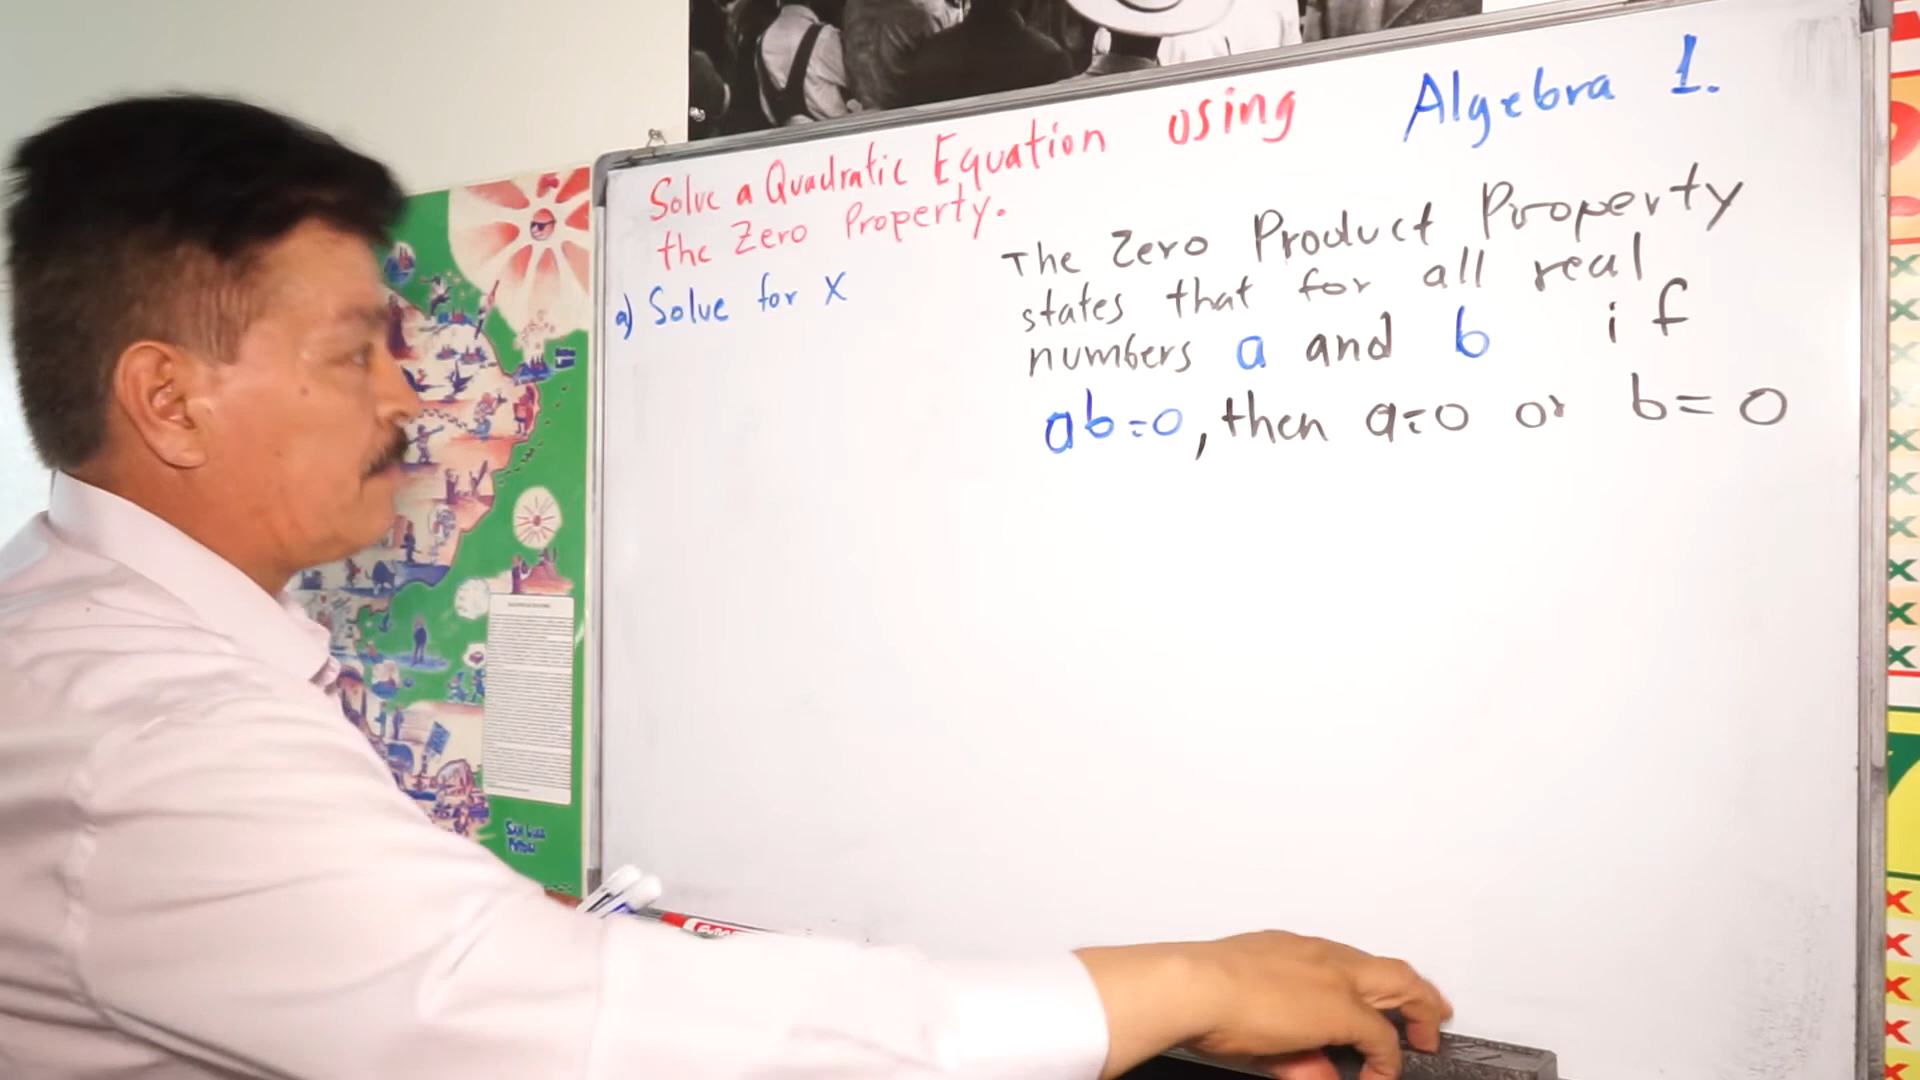 Algebra 1.
Solve a Quadratic Equation using
the Zero Property.
a) Solve for x
The Zero Product Property
states that for all real
numbers a and b if
ab=0, then a=0 or b=0